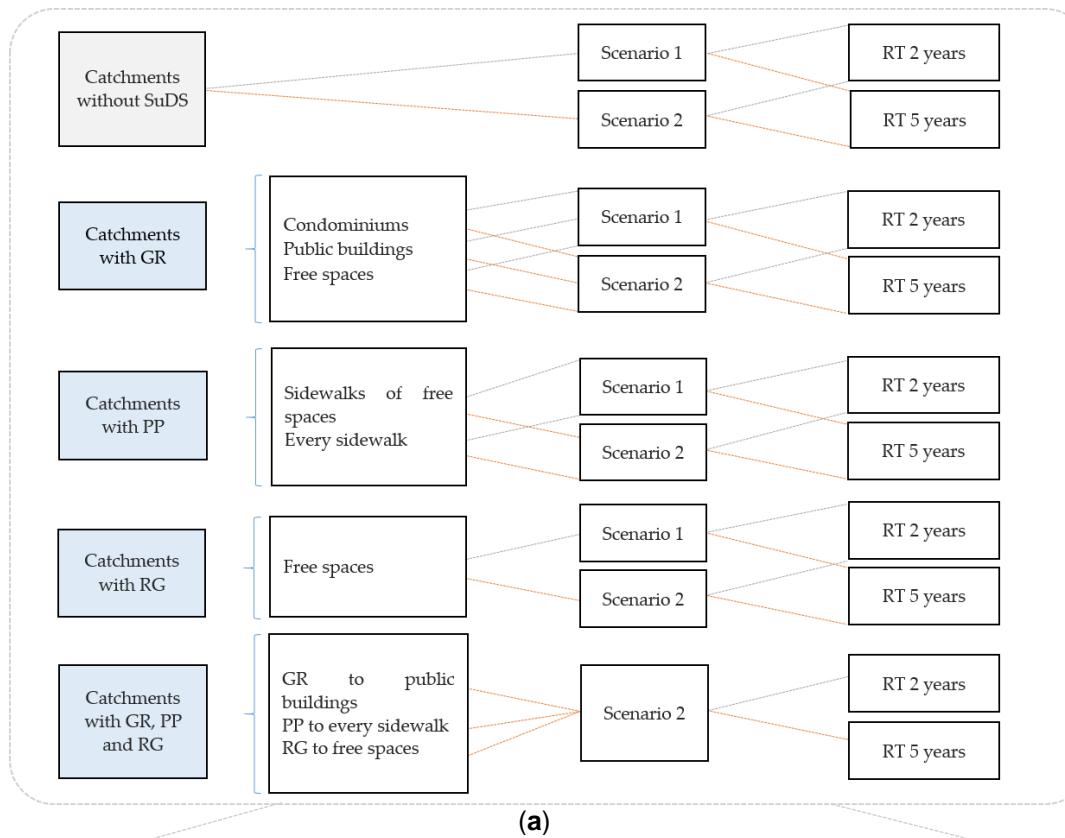 Catchments
without SuDS
Scenario 1
Scenario 2
RT 2 years
RT 5 years
Catchments
with GR
Condominiums
Public buildings
Free spaces
Scenario 1
Scenario 2
RT 2 years
RT 5 years
Catchments
with PP
Sidewalks of free
spaces
Every sidewalk
Scenario 1
Scenario 2
RT 2 years
RT 5 years
Catchments
with RG
Free spaces
Scenario 1
Scenario 2
RT 2 years
RT 5 years
Catchments
with GR, PP
and RG
GR to public
buildings
PP to every sidewalk
RG to free spaces
Scenario 2
RT 2 years
RT 5 years
(a)